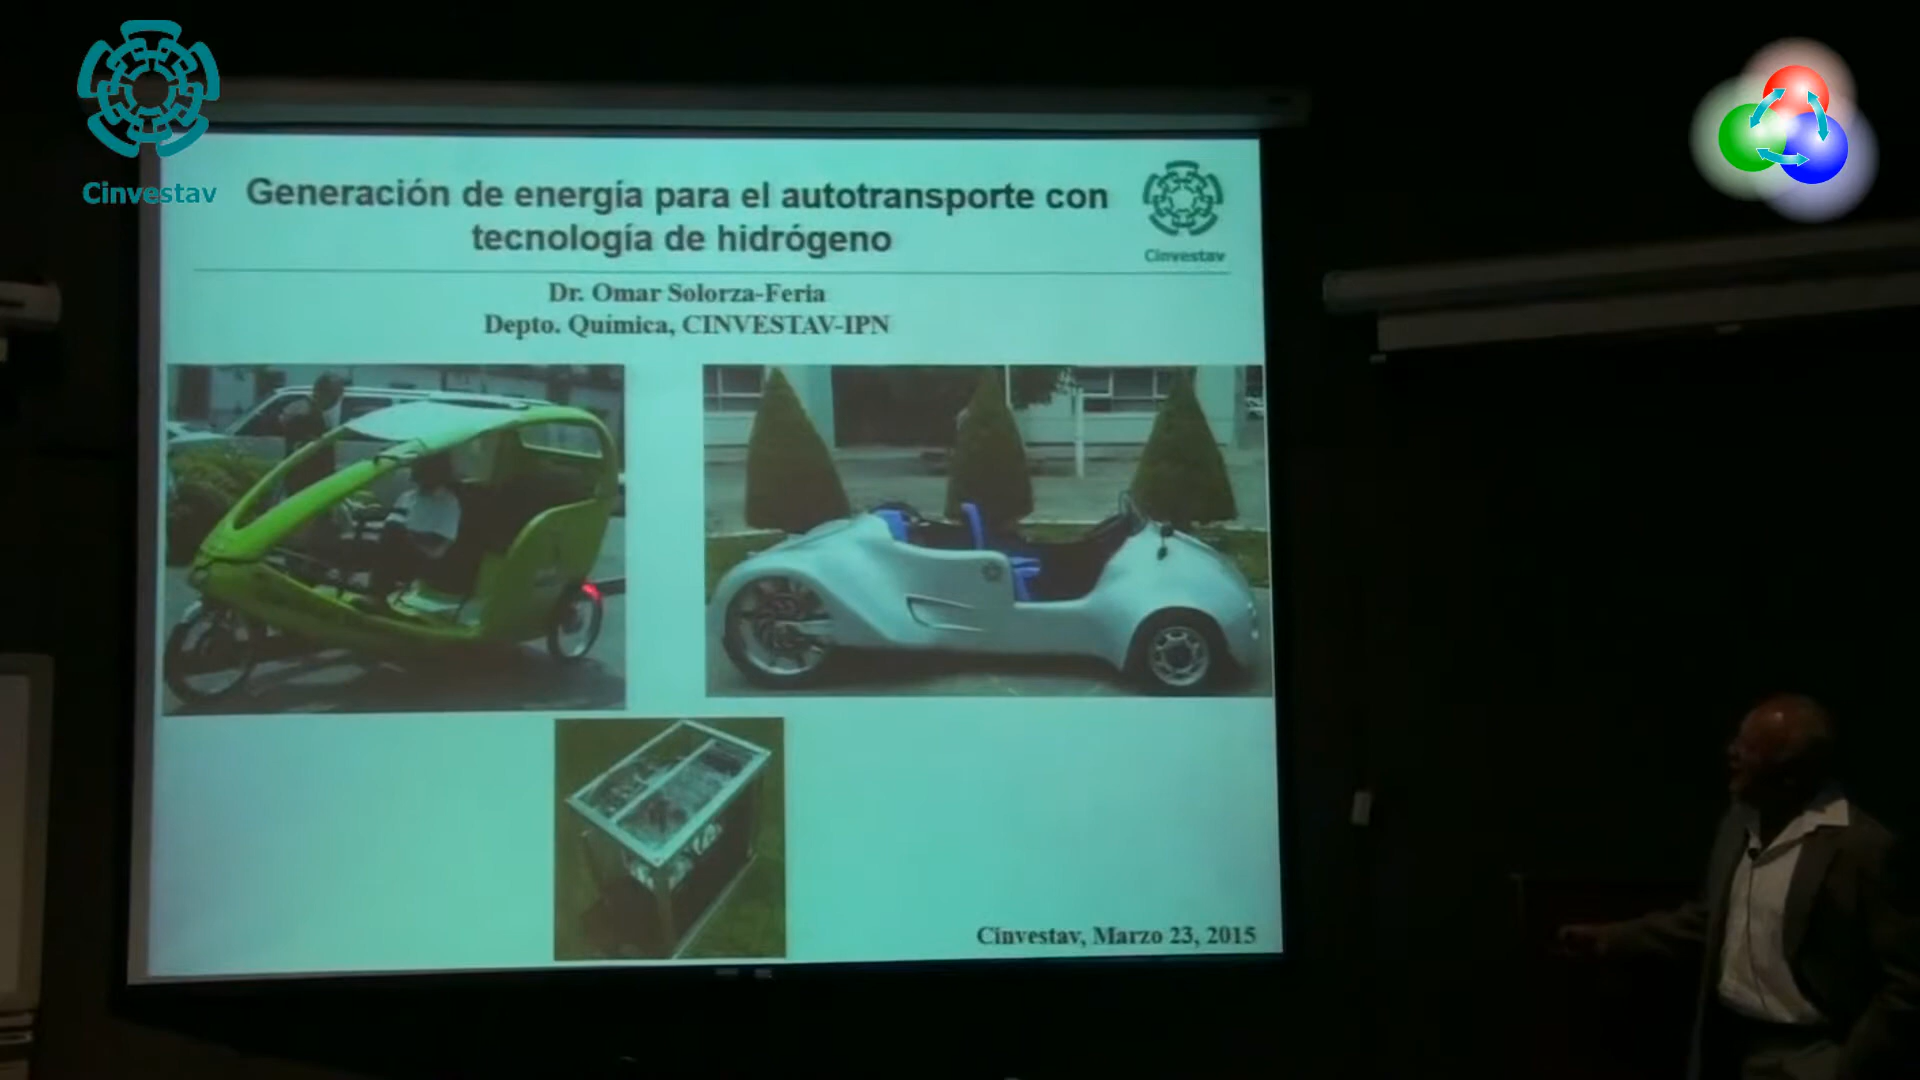 Cinvestav
Generación de energía para el autotransporte con
tecnología de hidrógeno
Cinvestav
Dr. Omar Solorza-Feria
Depto. Química, CINVESTAV-IPN
Cinvestav, Marzo 23, 2015